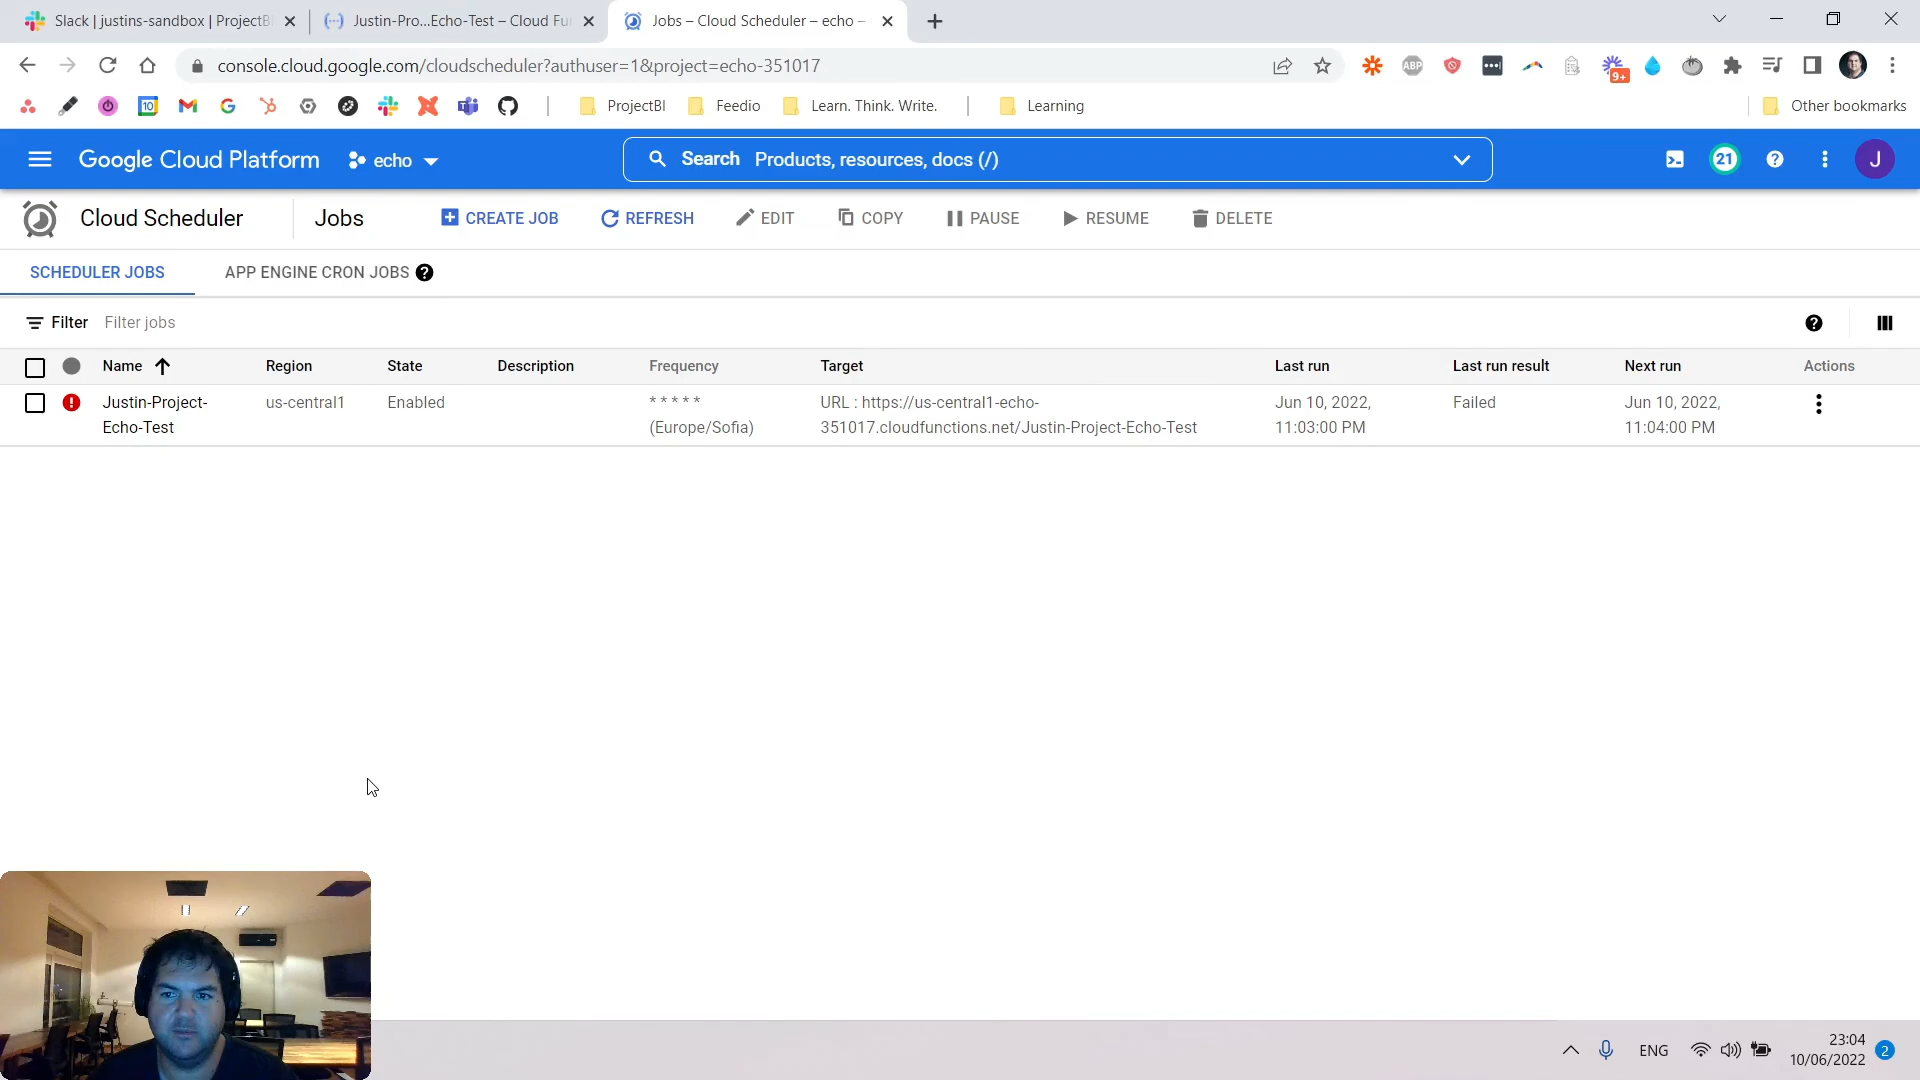 Slack | justins-sandbox | ProjectBI
Justin-Pro...Echo-Test – Cloud Fu
Jobs – Cloud Scheduler – echo –
console.cloud.google.com/cloudscheduler?authuser=1&project=echo-351017
ABP
9+
10
ProjectBI
Feedio
Learn. Think. Write.
Learning
Other bookmarks
Google Cloud Platform
echo
Search Products, resources, docs (/)
21
J
Cloud Scheduler
Jobs
CREATE JOB
REFRESH
EDIT
COPY
PAUSE
RESUME
DELETE
SCHEDULER JOBS
APP ENGINE CRON JOBS
Filter Filter jobs
Name Region State Description Frequency Target Last run Last run result Next run Actions
Justin-Project- us-central1 Enabled * * * * * URL : https://us-central1-echo- Jun 10, 2022, Failed Jun 10, 2022,
Echo-Test (Europe/Sofia) 351017.cloudfunctions.net/Justin-Project-Echo-Test 11:03:00 PM 11:04:00 PM
ENG
23:04
10/06/2022
2